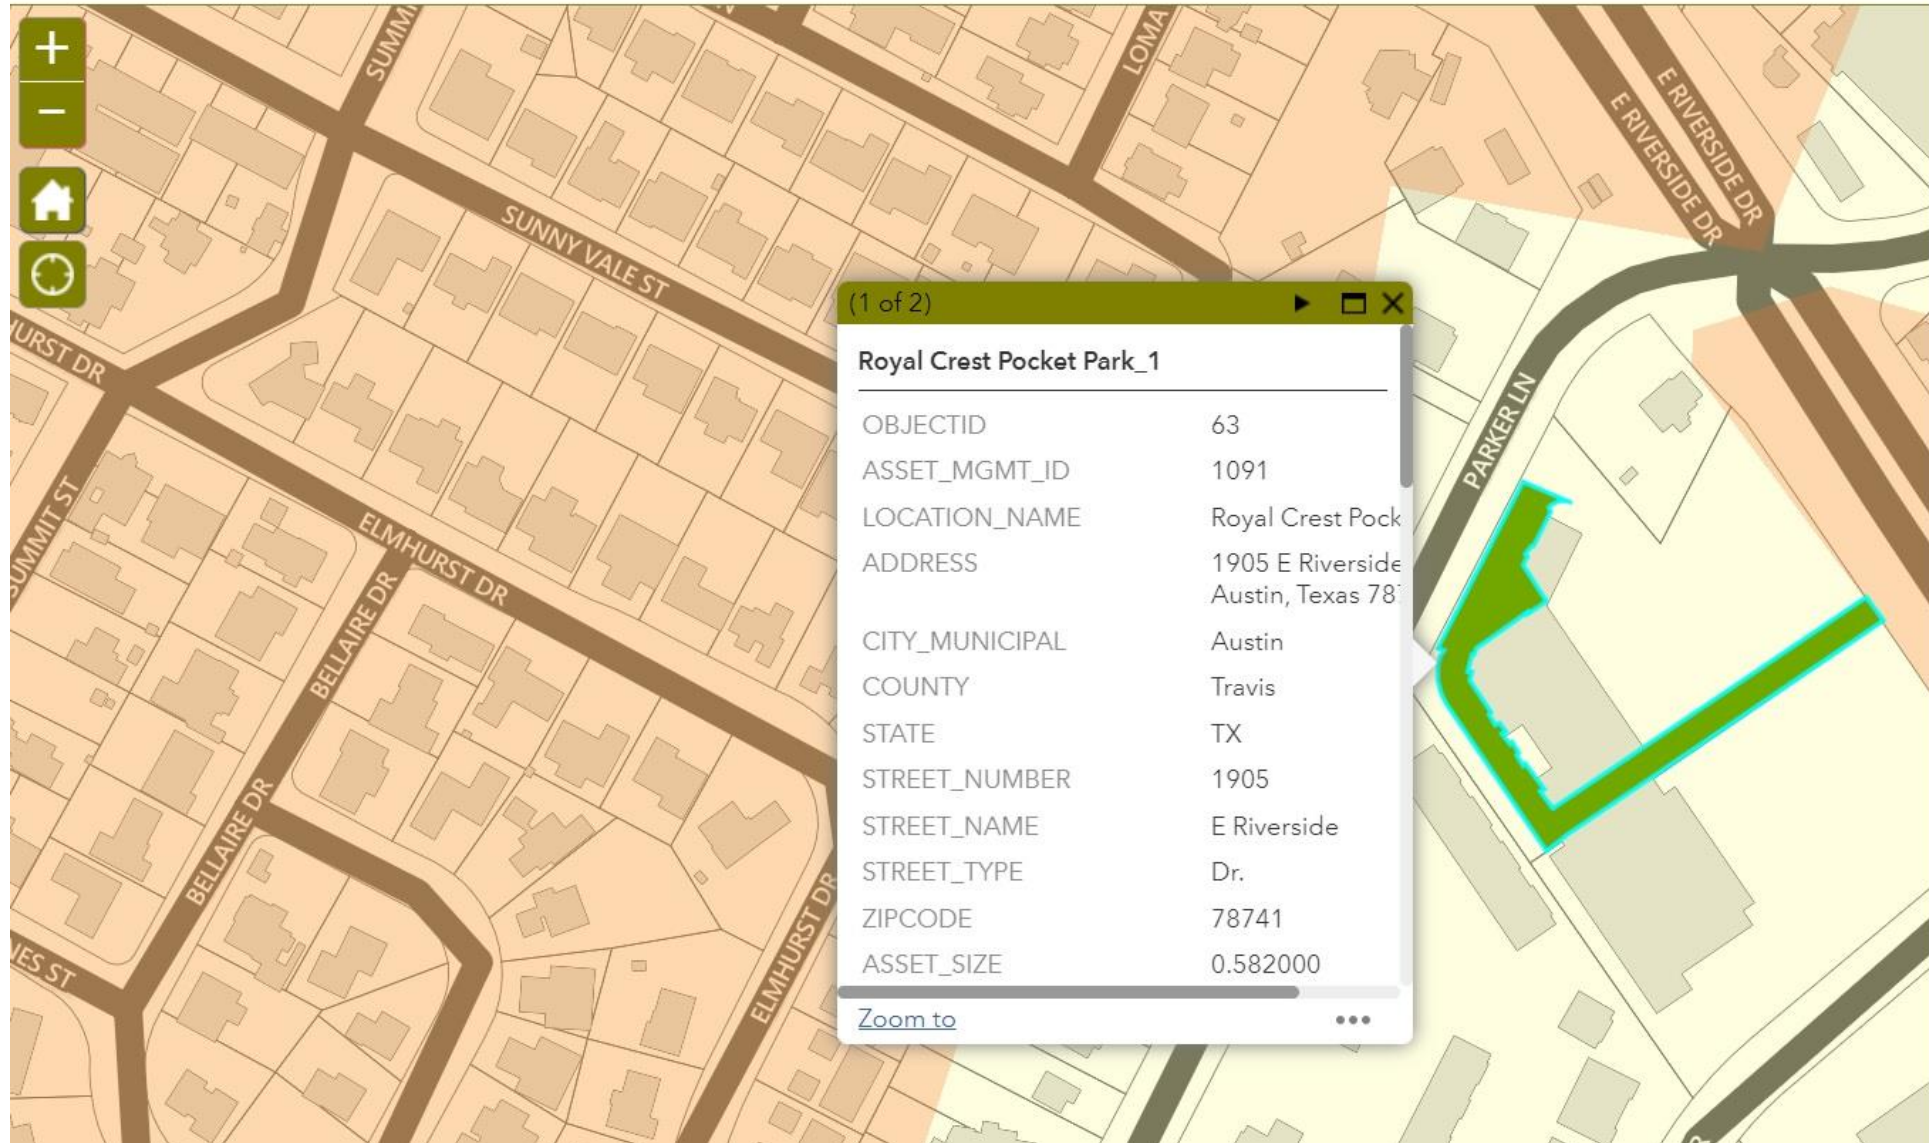 +
−
SUMMI
LOMA
E RIVERSIDE DR
E RIVERSIDE DR
SUNNY VALE ST
URST DR
SUMMIT ST
ELMHURST DR
BELLAIRE DR
BELLAIRE DR
ELMHURST DR
NES ST
PARKER LN
(1 of 2)
Royal Crest Pocket Park_1
OBJECTID 63
ASSET_MGMT_ID 1091
LOCATION_NAME Royal Crest Pock
ADDRESS 1905 E Riverside
Austin, Texas 787
CITY_MUNICIPAL Austin
COUNTY Travis
STATE TX
STREET_NUMBER 1905
STREET_NAME E Riverside
STREET_TYPE Dr.
ZIPCODE 78741
ASSET_SIZE 0.582000
Zoom to